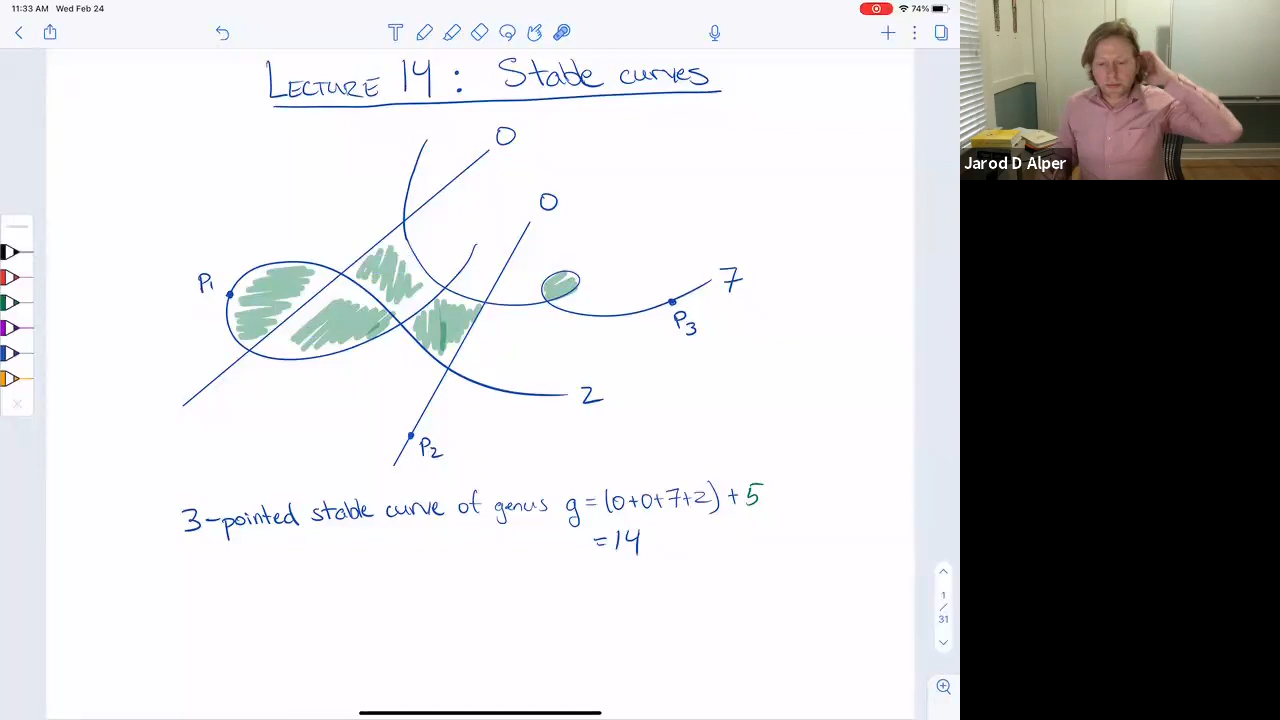 11:33 AM Wed Feb 24
74%
LECTURE 14 : Stable curves
0
0
P1
7
P3
2
P2
3-pointed stable curve of genus g = (0+0+7+2) + 5
= 14
1
/
31
Jarod D Alper